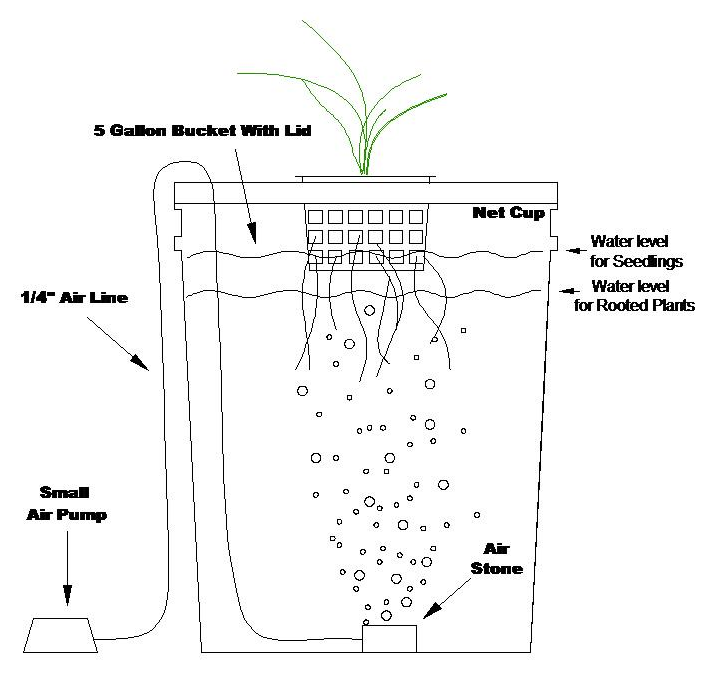 5 Gallon Bucket With Lid
Net Cup
Water level
for Seedlings
Water level
for Rooted Plants
1/4" Air Line
Small
Air Pump
Air
Stone